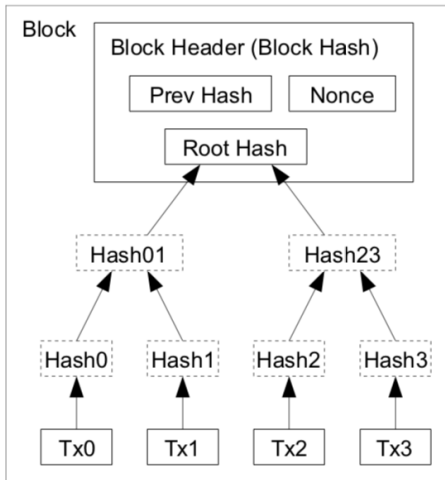 Block
Block Header (Block Hash)
Prev Hash
Nonce
Root Hash
Hash01
Hash23
Hash0
Hash1
Hash2
Hash3
Tx0
Tx1
Tx2
Tx3